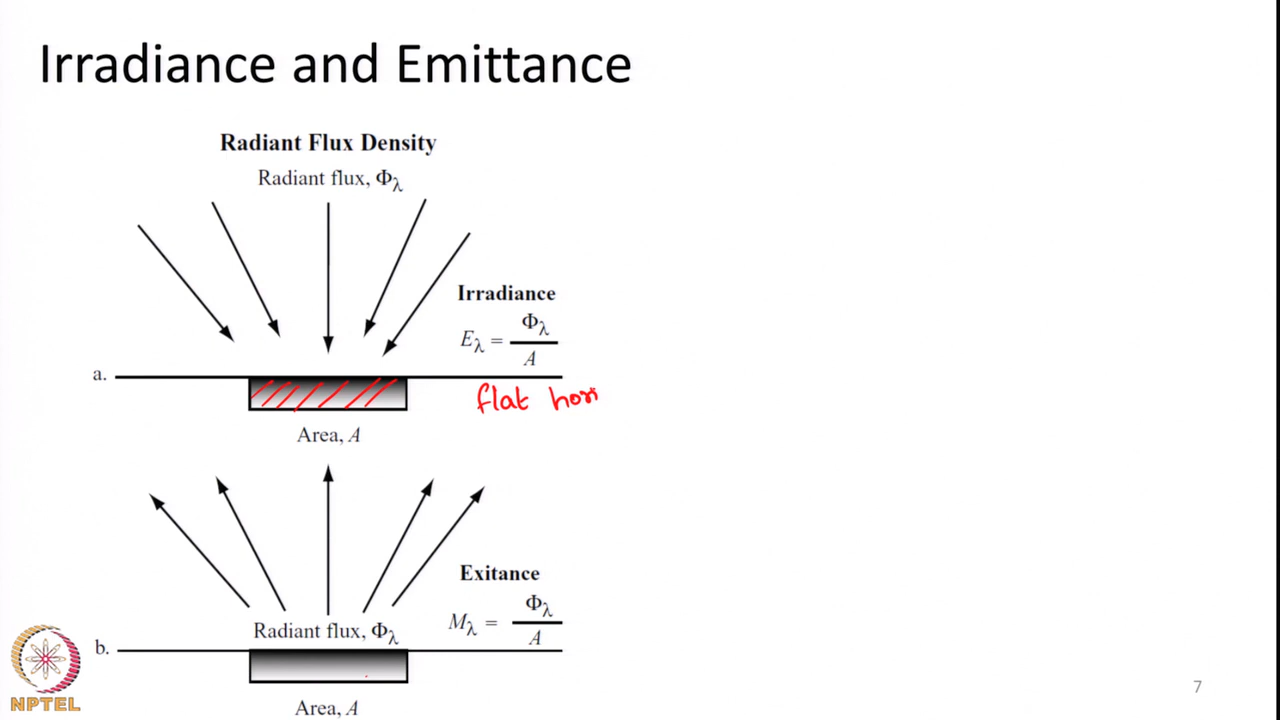 Irradiance and Emittance
Radiant Flux Density
Radiant flux, Φλ
Irradiance
Eλ = Φλ / A
a.
flat hori
Area, A
Exitance
Mλ = Φλ / A
Radiant flux, Φλ
b.
Area, A
NPTEL
7